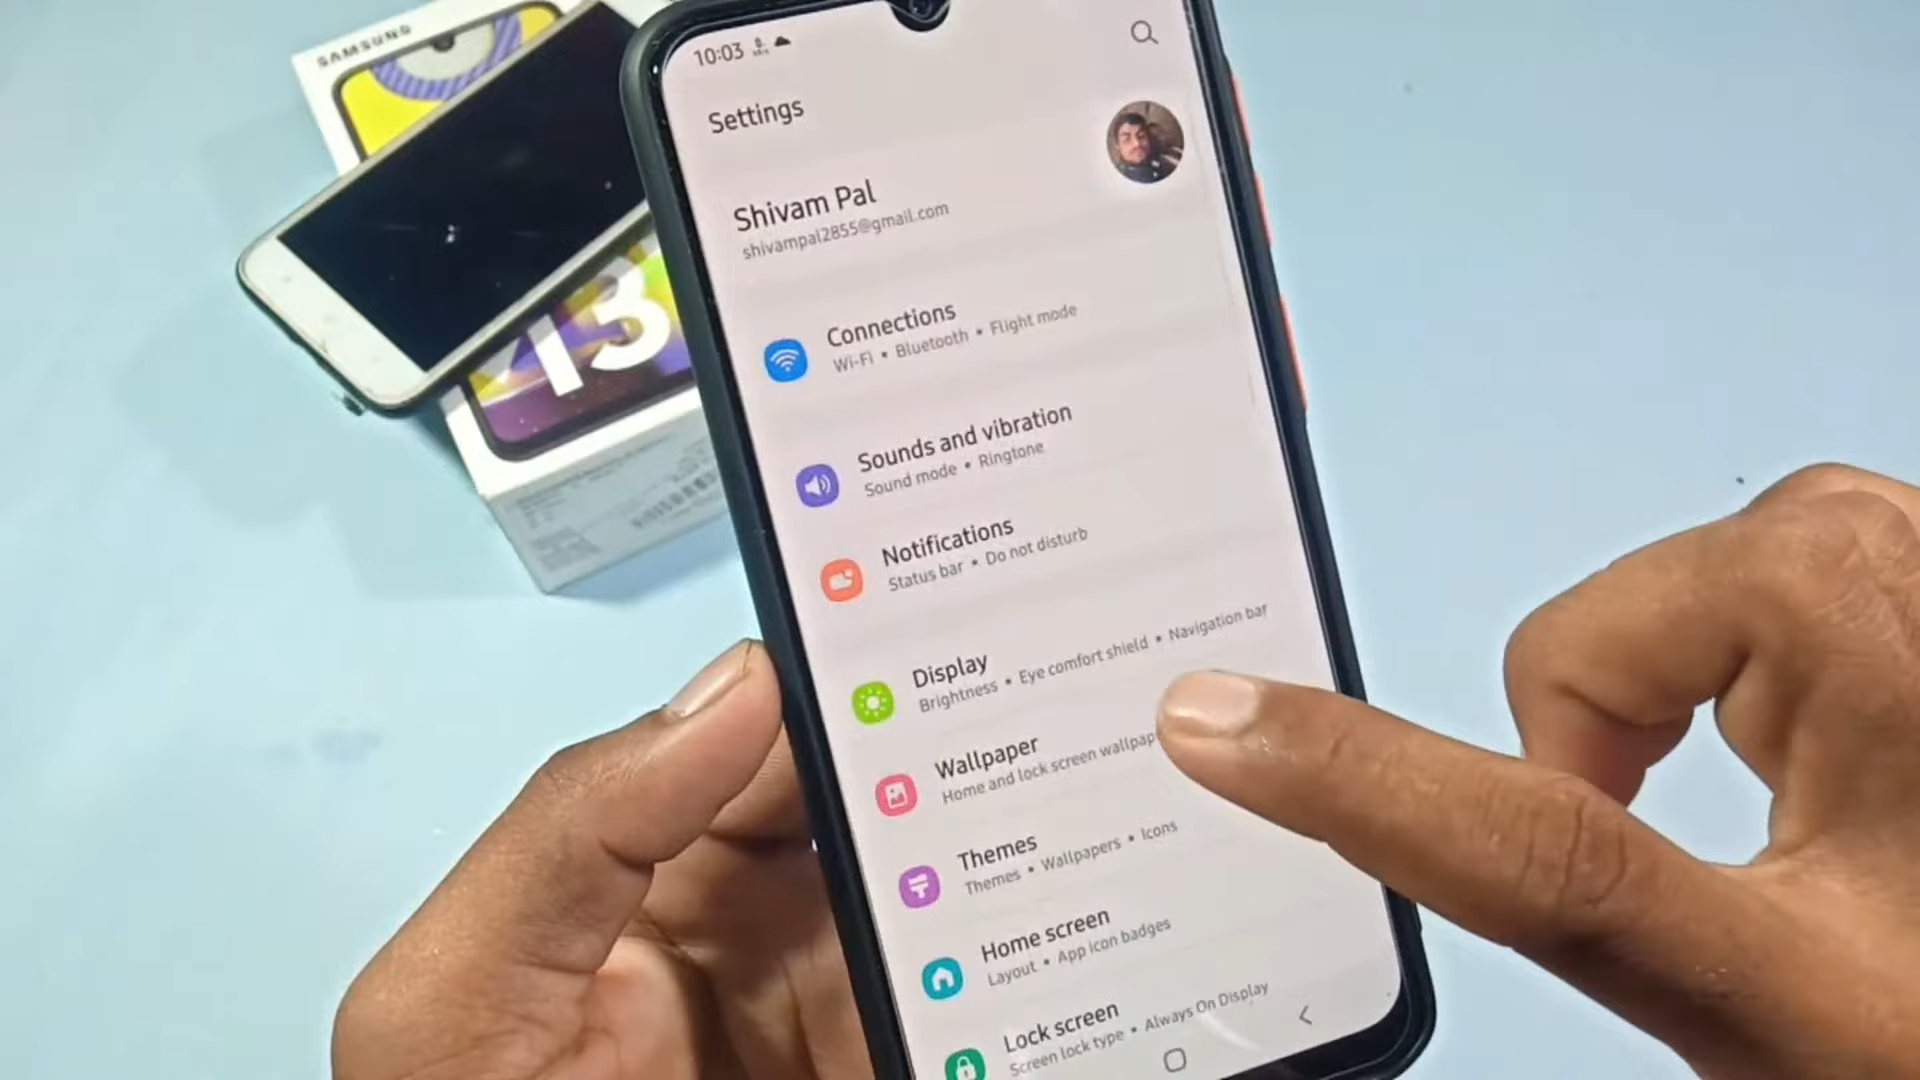 SAMSUNG
13
10:03
Settings
Shivam Pal
shivampal2855@gmail.com
Connections
Wi-Fi • Bluetooth • Flight mode
Sounds and vibration
Sound mode • Ringtone
Notifications
Status bar • Do not disturb
Display
Brightness • Eye comfort shield • Navigation bar
Wallpaper
Home and lock screen wallpap
Themes
Themes • Wallpapers • Icons
Home screen
Layout • App icon badges
Lock screen
Screen lock type • Always On Display